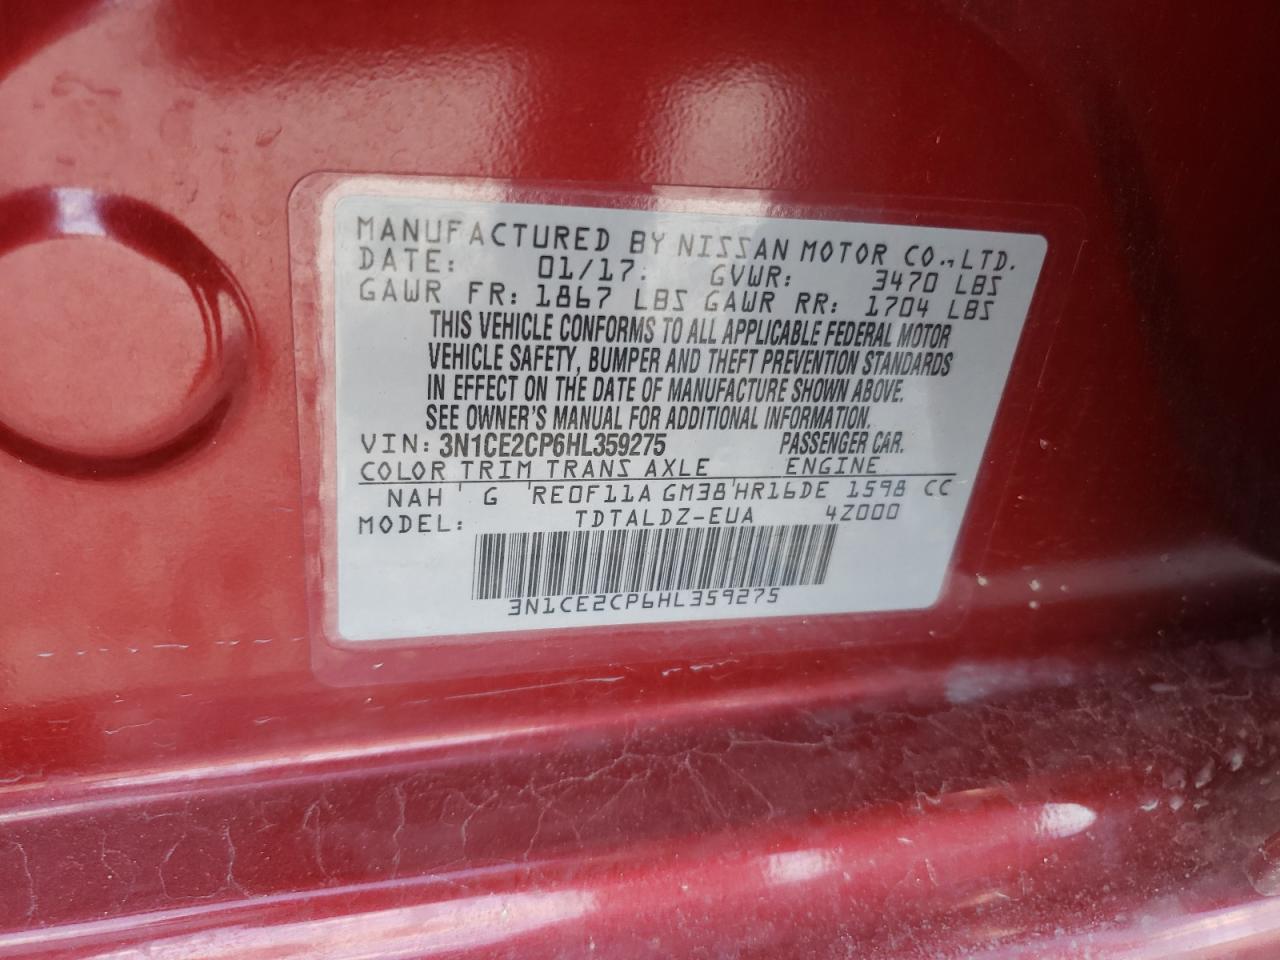 MANUFACTURED BY NISSAN MOTOR CO., LTD.
DATE: 01/17. GVWR: 3470 LBS
GAWR FR: 1867 LBS GAWR RR: 1704 LBS
THIS VEHICLE CONFORMS TO ALL APPLICABLE FEDERAL MOTOR
VEHICLE SAFETY, BUMPER AND THEFT PREVENTION STANDARDS
IN EFFECT ON THE DATE OF MANUFACTURE SHOWN ABOVE.
SEE OWNER'S MANUAL FOR ADDITIONAL INFORMATION.
VIN: 3N1CE2CP6HL359275 PASSENGER CAR.
COLOR TRIM TRANS AXLE ENGINE
NAH ' G 'RE0F11A GM38'HR16DE 1598 CC
MODEL: TDTALDZ-EUA 4Z000
3N1CE2CP6HL359275